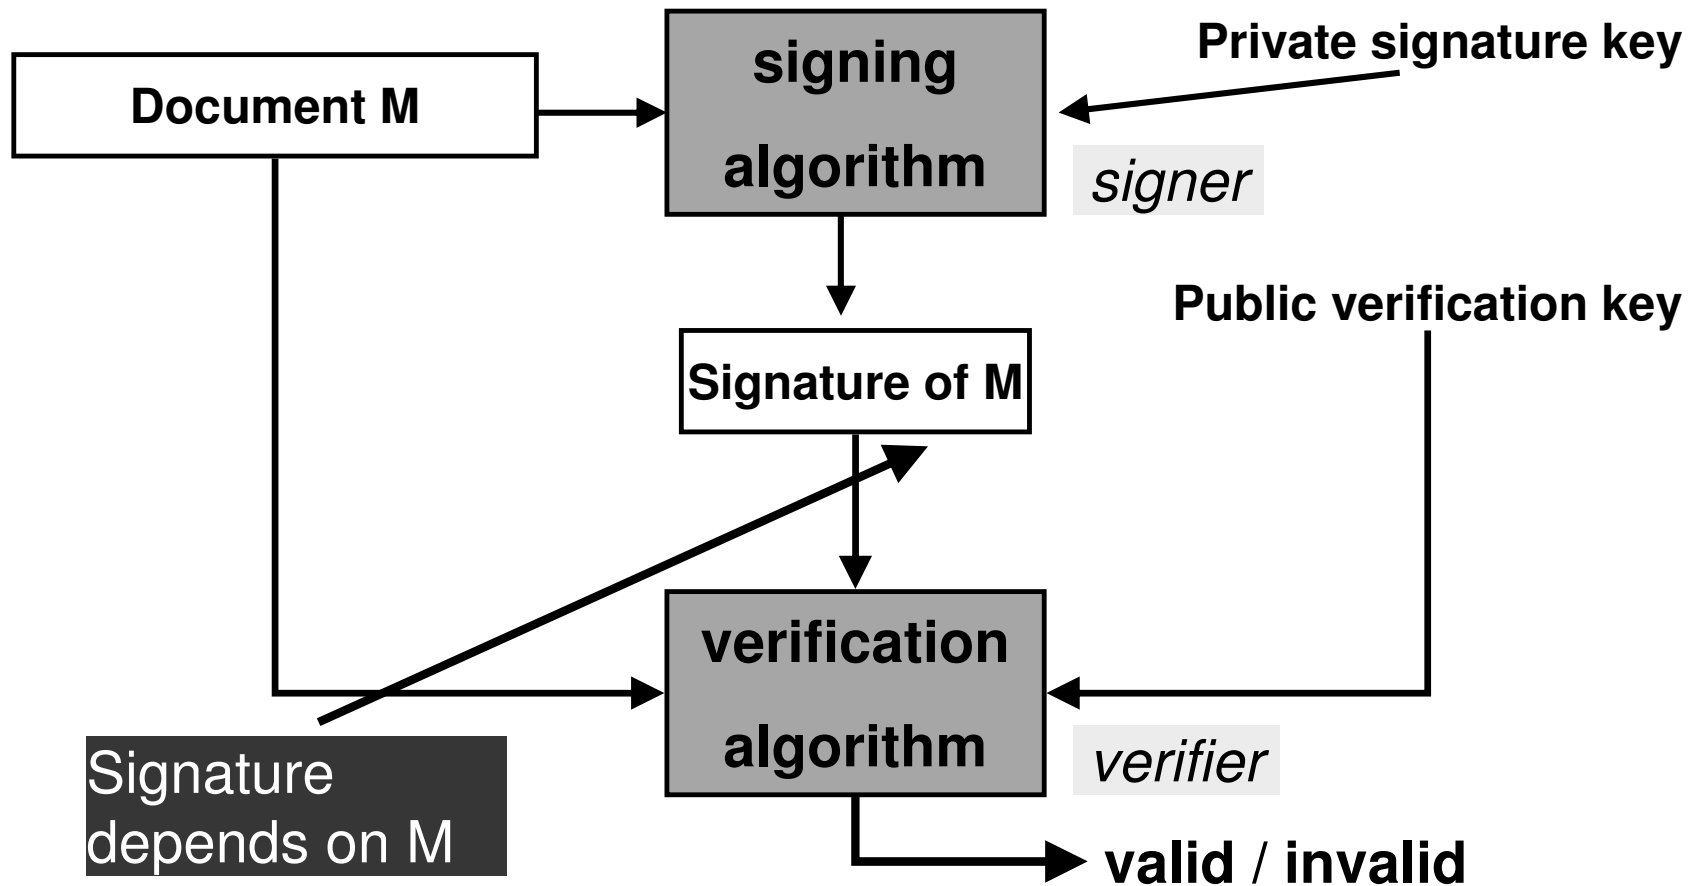 signing
algorithm
Private signature key
Document M
signer
Public verification key
Signature of M
verification
algorithm
verifier
Signature
depends on M
valid / invalid